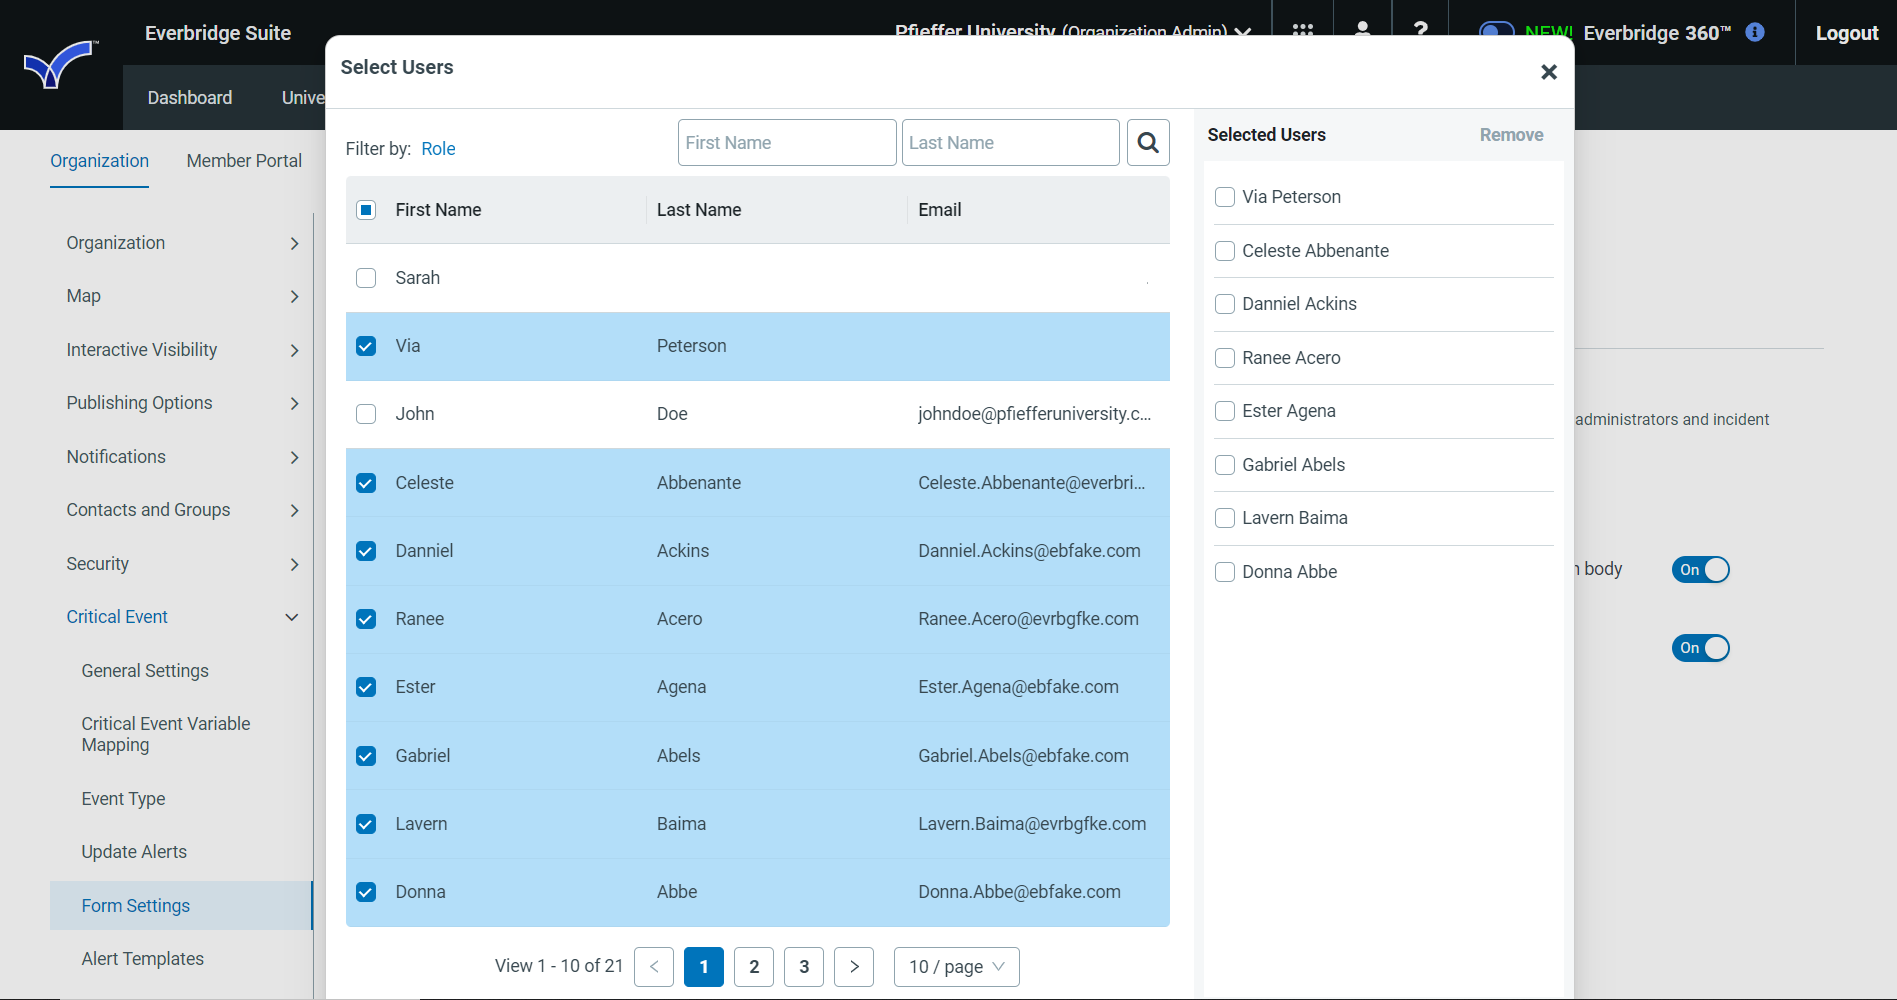 Everbridge Suite
Pfieffer University (Organization Admin)
?
NEW!
Everbridge 360™
Logout
Dashboard
Unive
Select Users
Organization
Member Portal
Organization
Map
Interactive Visibility
Publishing Options
Notifications
Contacts and Groups
Security
Critical Event
General Settings
Critical Event Variable
Mapping
Event Type
Update Alerts
Form Settings
Alert Templates
Filter by: Role
First Name
Last Name
First Name Last Name Email
Sarah
Via Peterson
John Doe johndoe@pfiefferuniversity.c...
Celeste Abbenante Celeste.Abbenante@everbri...
Danniel Ackins Danniel.Ackins@ebfake.com
Ranee Acero Ranee.Acero@evrbgfke.com
Ester Agena Ester.Agena@ebfake.com
Gabriel Abels Gabriel.Abels@ebfake.com
Lavern Baima Lavern.Baima@evrbgfke.com
Donna Abbe Donna.Abbe@ebfake.com
View 1 - 10 of 21 < 1 2 3 > 10 / page
Selected Users Remove
Via Peterson
Celeste Abbenante
Danniel Ackins
Ranee Acero
Ester Agena
Gabriel Abels
Lavern Baima
Donna Abbe
administrators and incident
body
On
On